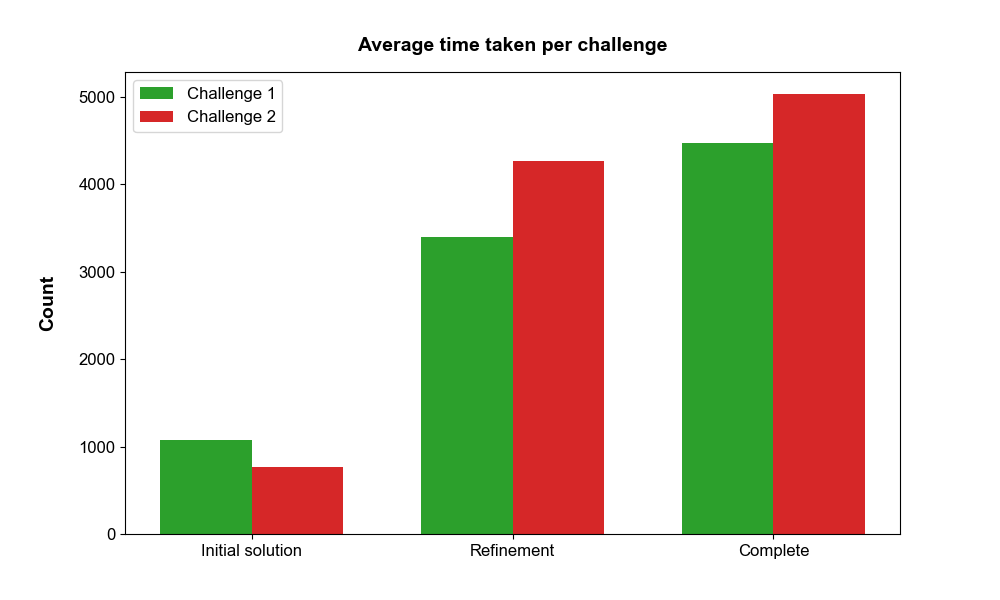 Average time taken per challenge
Challenge 1
Challenge 2
5000
4000
3000
2000
1000
0
Count
Initial solution
Refinement
Complete